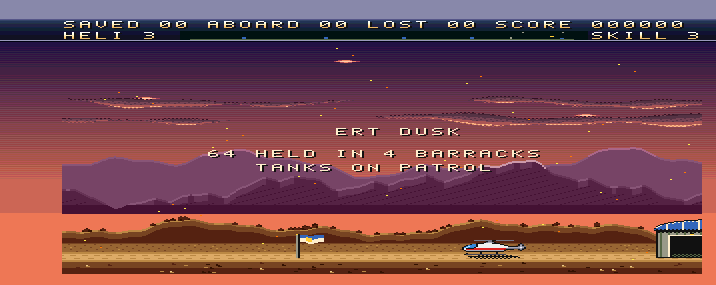 SAVED 00 ABOARD 00 LOST 00 SCORE 000000
HELI 3 SKILL 3
ERT DUSK
64 HELD IN 4 BARRACKS
TANKS ON PATROL